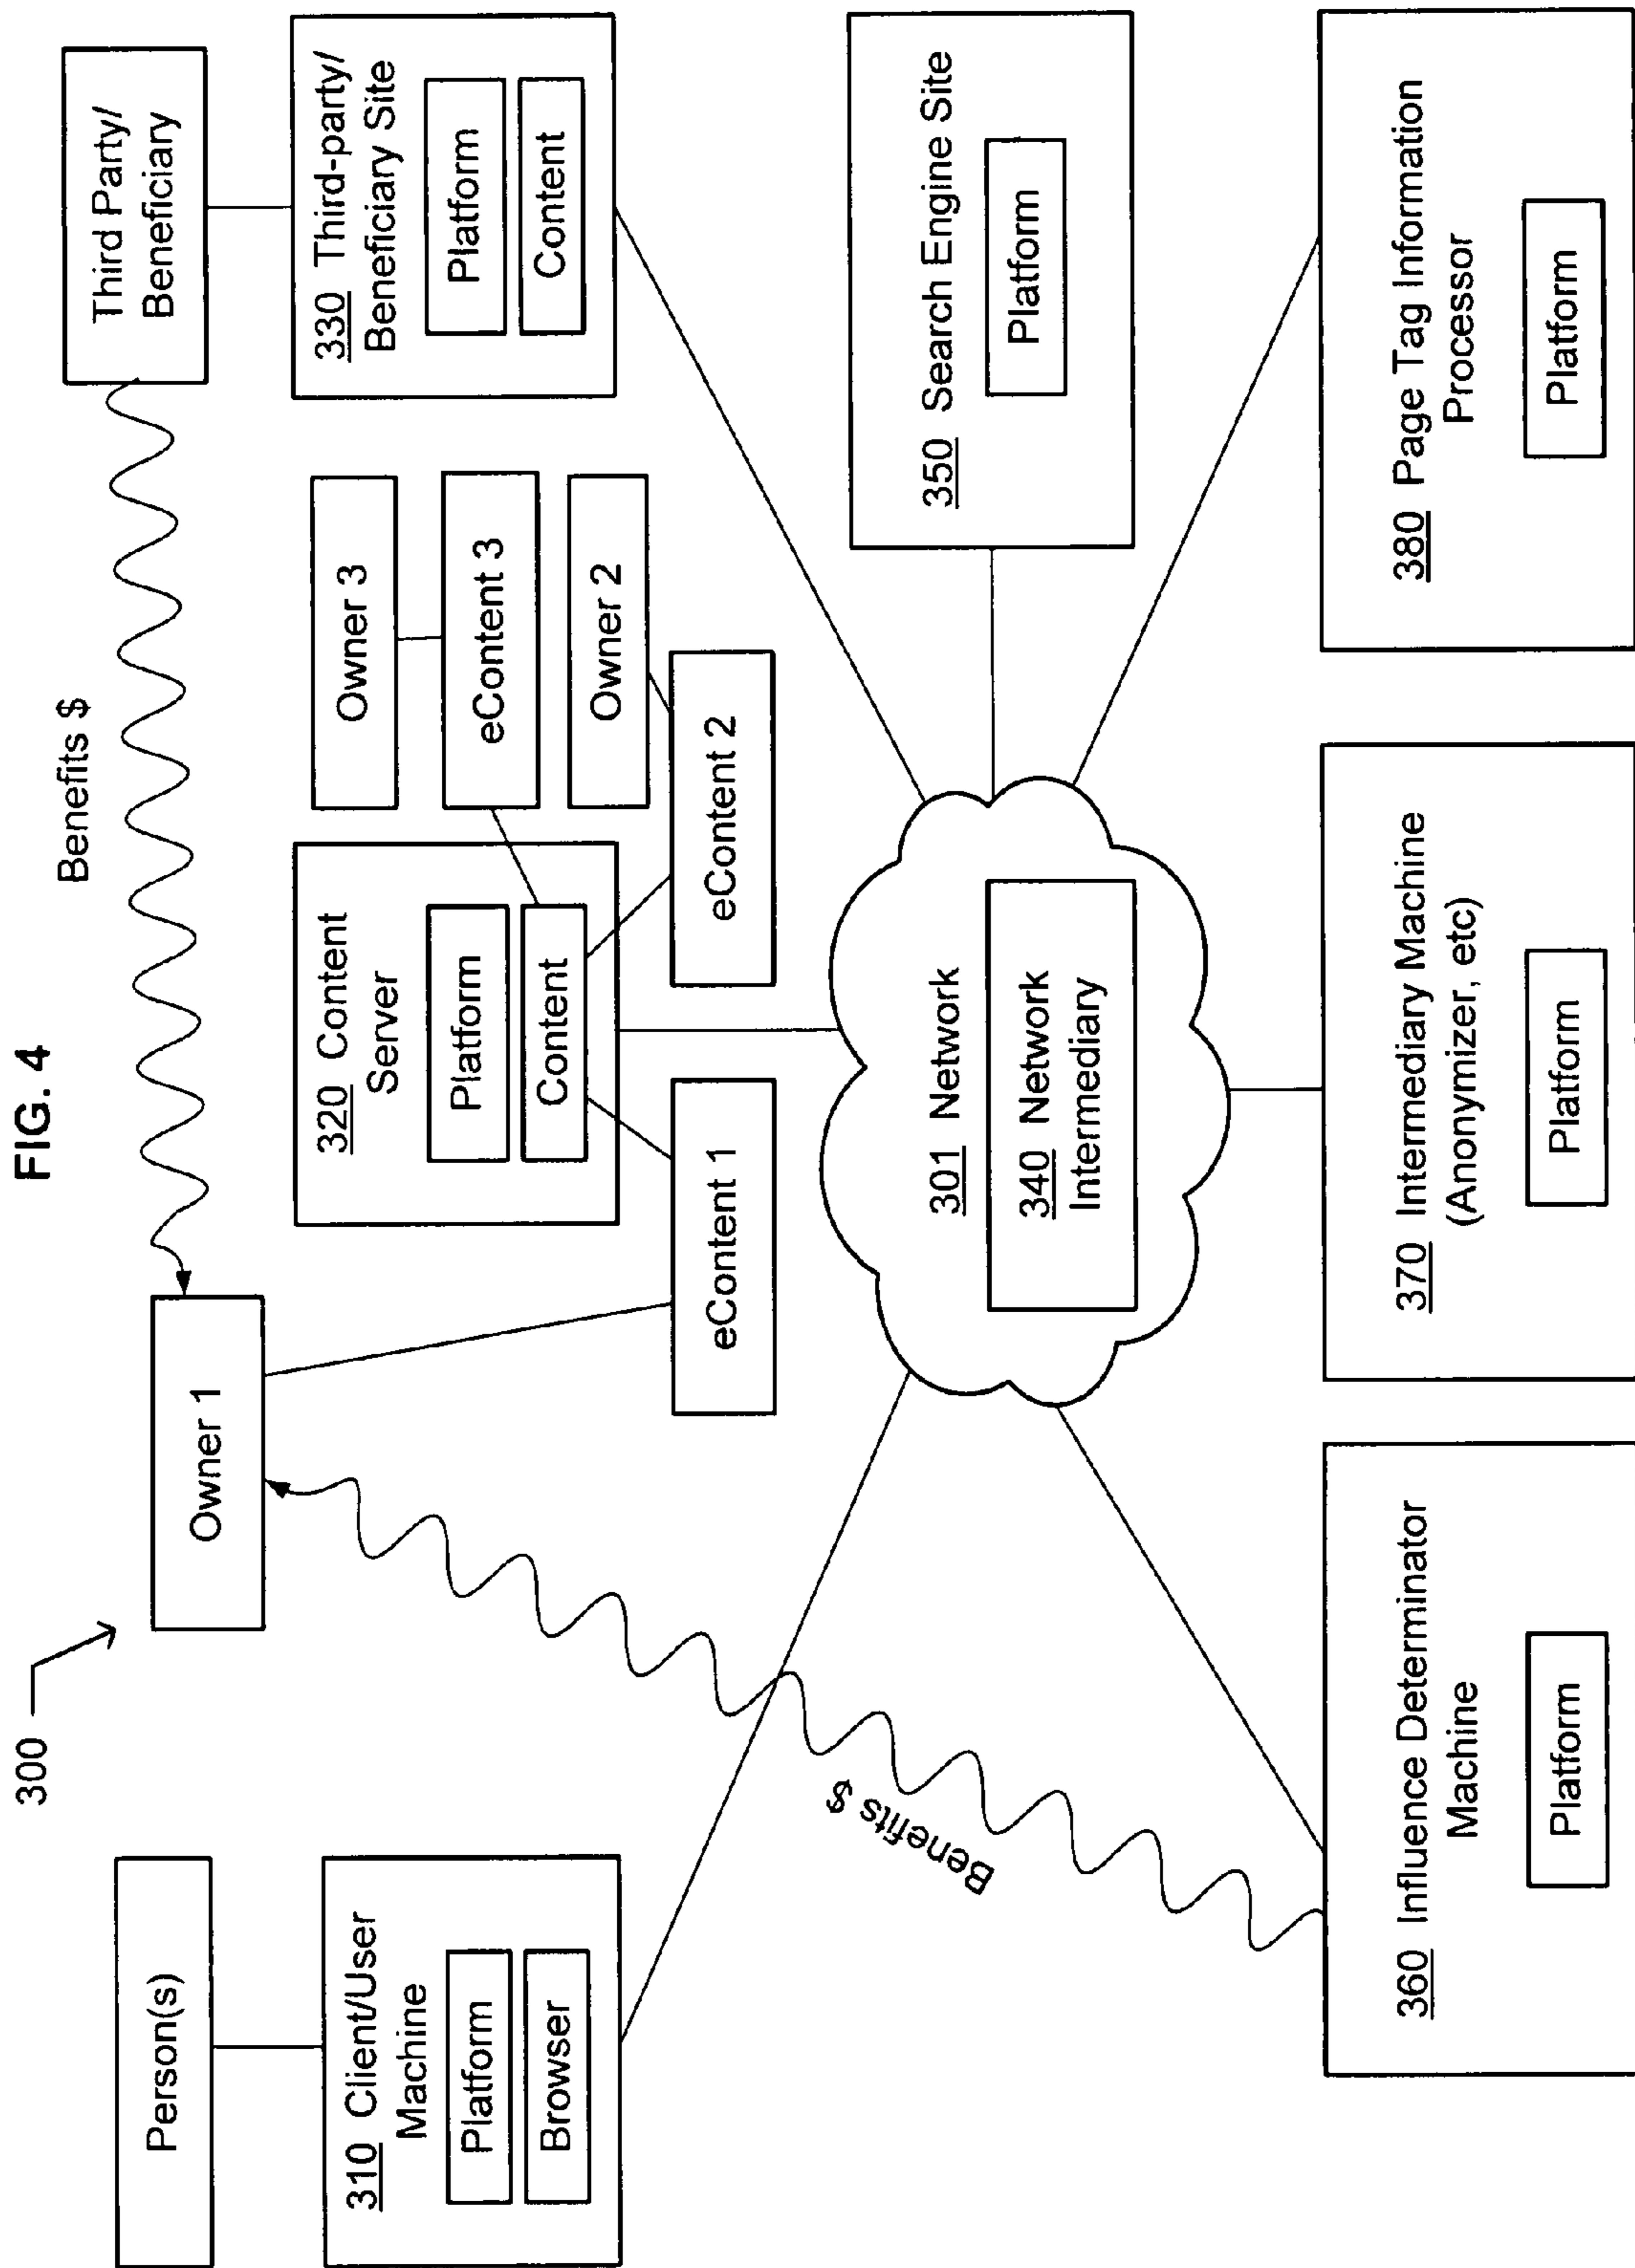 FIG. 4
300
Benefits $
Person(s)
310 Client/User
Machine
Platform
Browser
Owner 1
eContent 1
320 Content
Server
Platform
Content
Owner 3
eContent 3
Owner 2
eContent 2
Third Party/
Beneficiary
330 Third-party/
Beneficiary Site
Platform
Content
Benefits $
301 Network
340 Network
Intermediary
350 Search Engine Site
Platform
360 Influence Determinator
Machine
Platform
370 Intermediary Machine
(Anonymizer, etc)
Platform
380 Page Tag Information
Processor
Platform